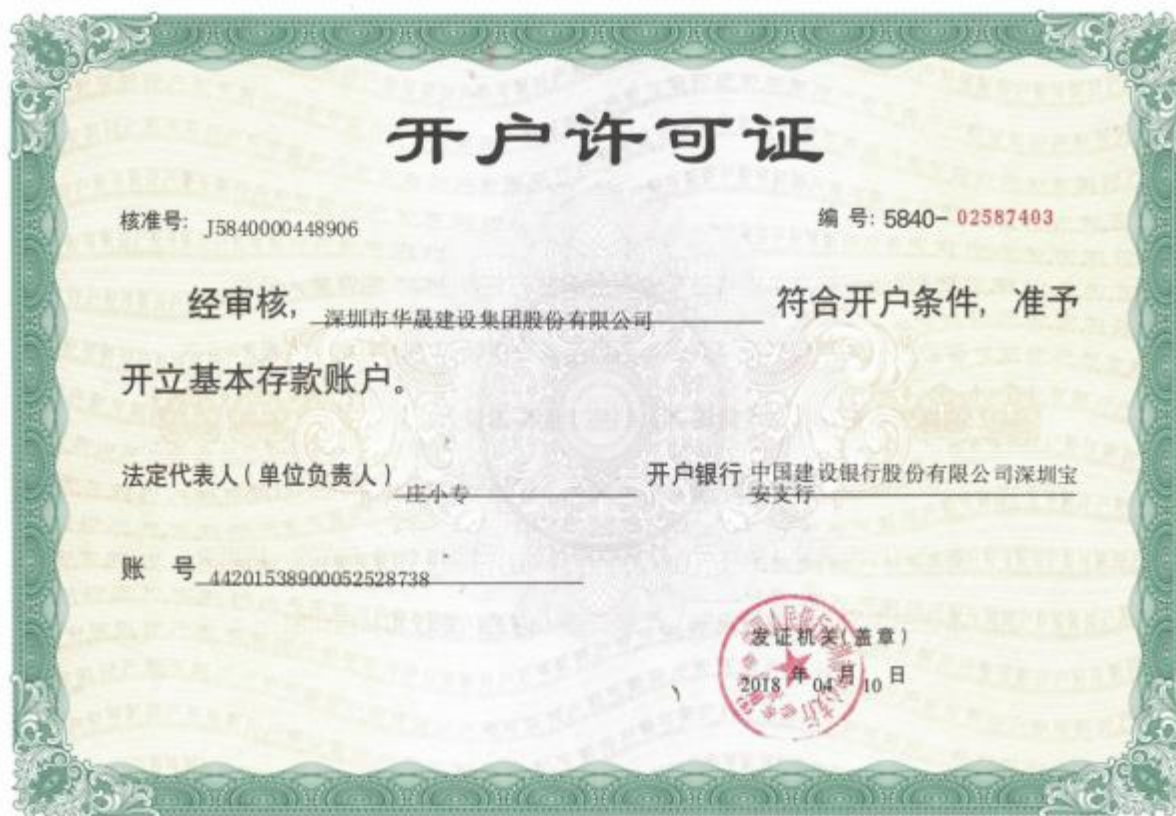 开户许可证
核准号: J5840000448906 编 号: 5840- 02587403
经审核, 深圳市华晟建设集团股份有限公司 符合开户条件, 准予
开立基本存款账户。
法定代表人(单位负责人) 庄小专 开户银行 中国建设银行股份有限公司深圳宝
安支行
账 号 44201538900052528738
发证机关(盖章)
2018 年 04 月 10 日